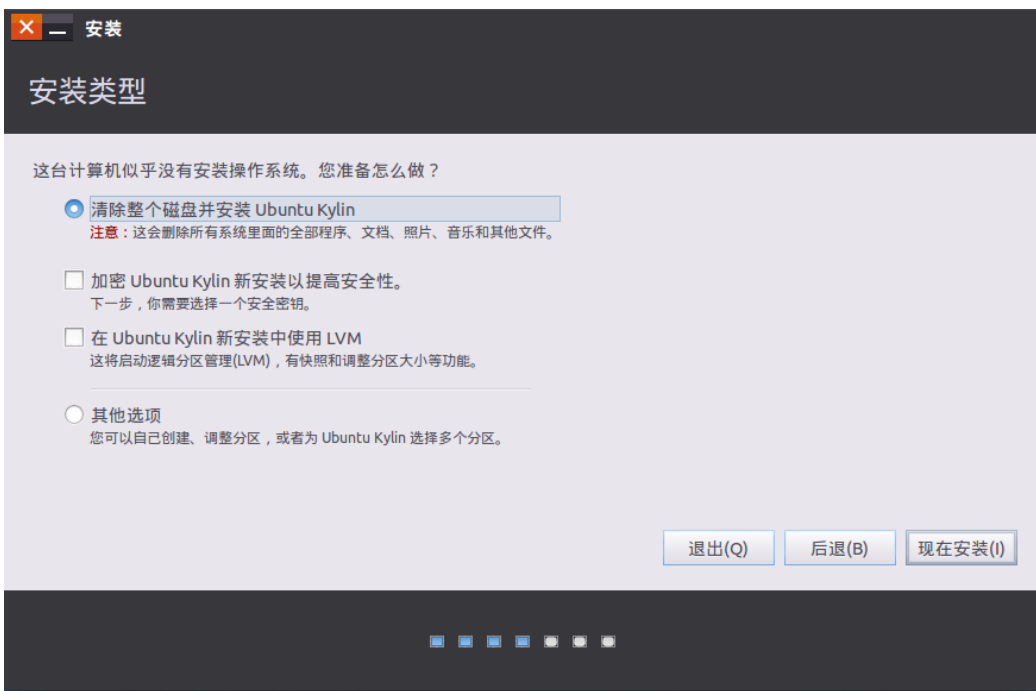 安装
安装类型
这台计算机似乎没有安装操作系统。您准备怎么做？
清除整个磁盘并安装 Ubuntu Kylin
注意：这会删除所有系统里面的全部程序、文档、照片、音乐和其他文件。
加密 Ubuntu Kylin 新安装以提高安全性。
下一步，你需要选择一个安全密钥。
在 Ubuntu Kylin 新安装中使用 LVM
这将启动逻辑分区管理(LVM)，有快照和调整分区大小等功能。
其他选项
您可以自己创建、调整分区，或者为 Ubuntu Kylin 选择多个分区。
退出(Q) 后退(B) 现在安装(I)